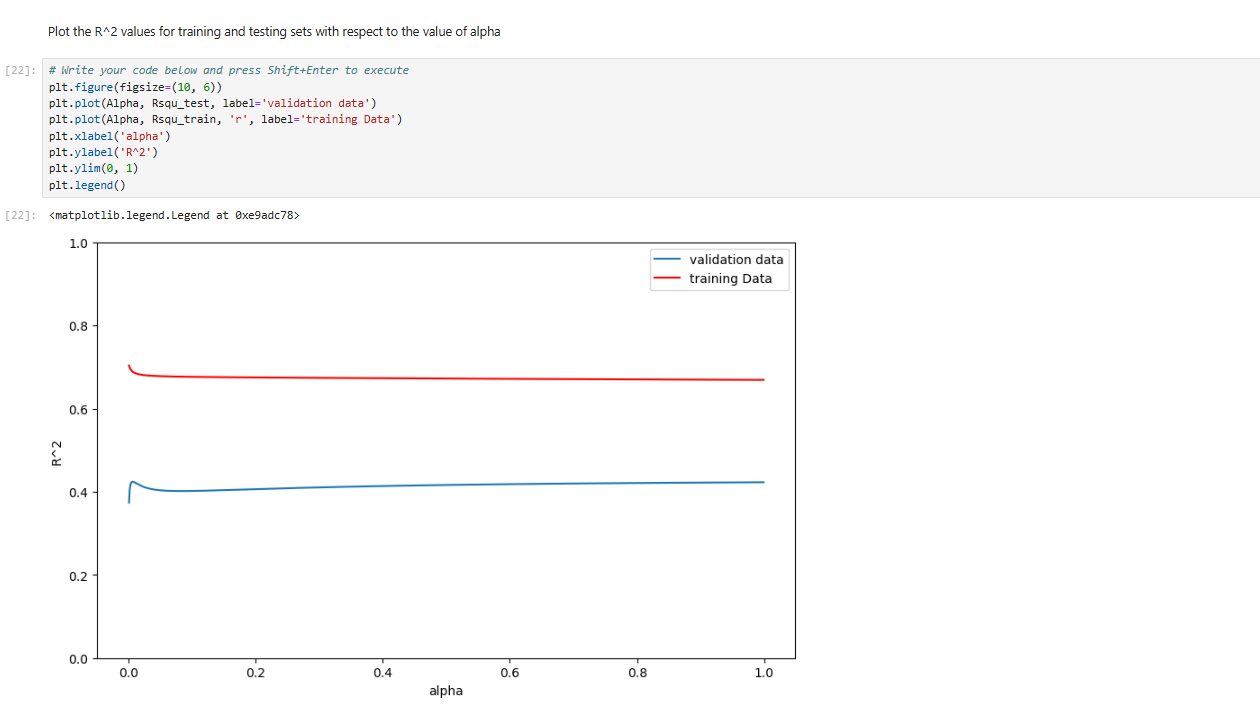 Plot the R^2 values for training and testing sets with respect to the value of alpha
[22]: # Write your code below and press Shift+Enter to execute
plt.figure(figsize=(10, 6))
plt.plot(Alpha, Rsqu_test, label='validation data')
plt.plot(Alpha, Rsqu_train, 'r', label='training Data')
plt.xlabel('alpha')
plt.ylabel('R^2')
plt.ylim(0, 1)
plt.legend()
[22]: <matplotlib.legend.Legend at 0xe9adc78>
1.0
validation data
training Data
0.8
0.6
R^2
0.4
0.2
0.0
0.0 0.2 0.4 0.6 0.8 1.0
alpha